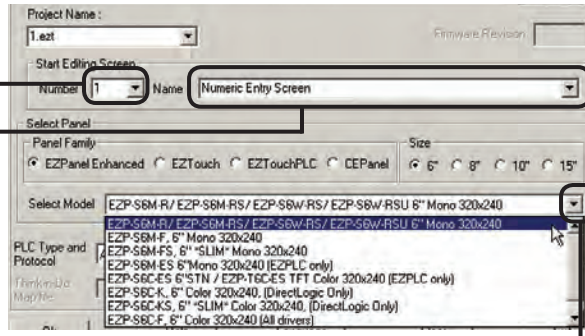 Project Name :
1.ezt
Firmware Revision
Start Editing Screen
Number 1 Name Numeric Entry Screen
Select Panel
Panel Family
Size
EZPanel Enhanced EZTouch EZTouchPLC CEPanel 6" 8" 10" 15"
Select Model EZP-S6M-R/ EZP-S6M-RS/ EZP-S6W-RS/ EZP-S6W-RSU 6" Mono 320x240
EZP-S6M-R/ EZP-S6M-RS/ EZP-S6W-RS/ EZP-S6W-RSU 6" Mono 320x240
EZP-S6M-F, 6" Mono 320x240
EZP-S6M-FS, 6" "SLIM" Mono 320x240
PLC Type and
EZP-S6M-ES 6"Mono 320x240 (EZPLC only)
Protocol
EZP-S6C-ES 6"STN / EZP-T6C-ES TFT Color 320x240 (EZPLC only)
EZP-S6C-K, 6" Color 320x240, (DirectLogic Only)
EZP-S6C-KS, 6" "SLIM" Color 320x240, (DirectLogic Only)
EZP-S6C-F, 6" Color 320x240 (All drivers)